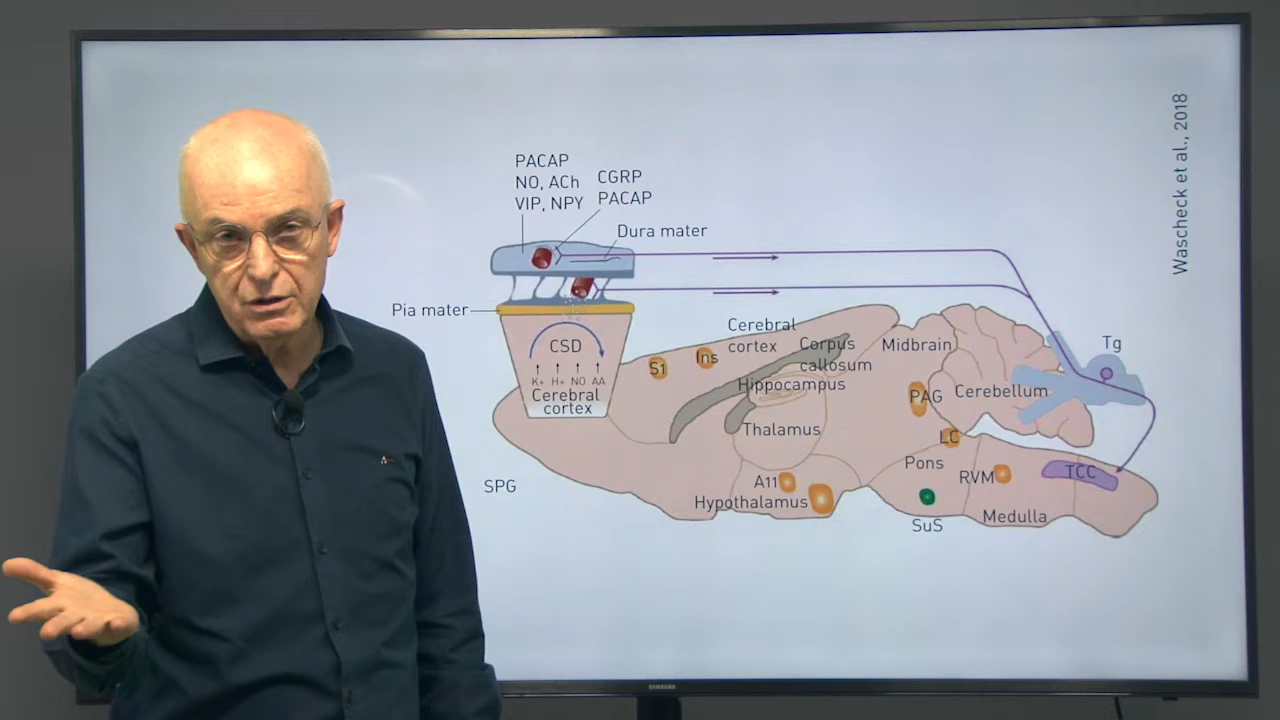 PACAP
NO, ACh
VIP, NPY
CGRP
PACAP
Dura mater
Pia mater
CSD
K+ H+ NO AA
Cerebral
cortex
S1
Ins
Cerebral
cortex
Corpus
callosum
Hippocampus
Thalamus
Midbrain
PAG
Cerebellum
Tg
LC
Pons
RVM
TCC
A11
Hypothalamus
SPG
SuS
Medulla
Wascheck et al., 2018
SAMSUNG